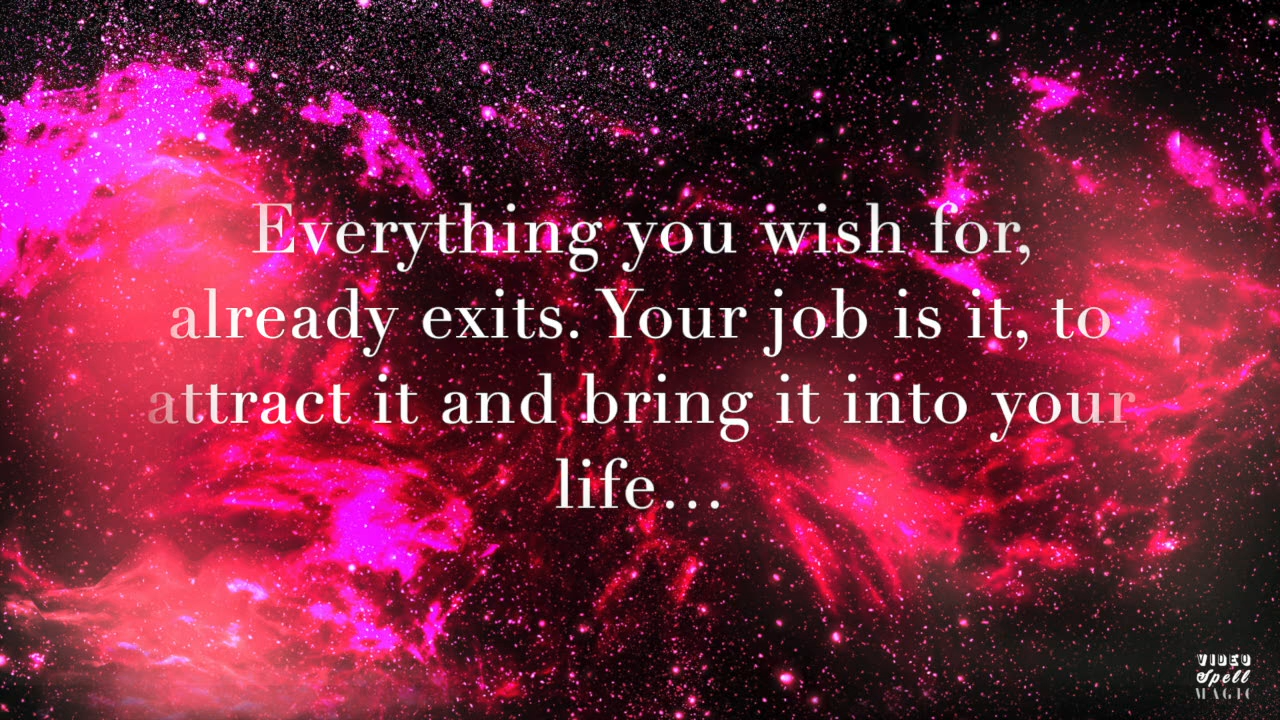 Everything you wish for,
already exits. Your job is it, to
attract it and bring it into your
life...
VIDEO
Spell
MAGIC